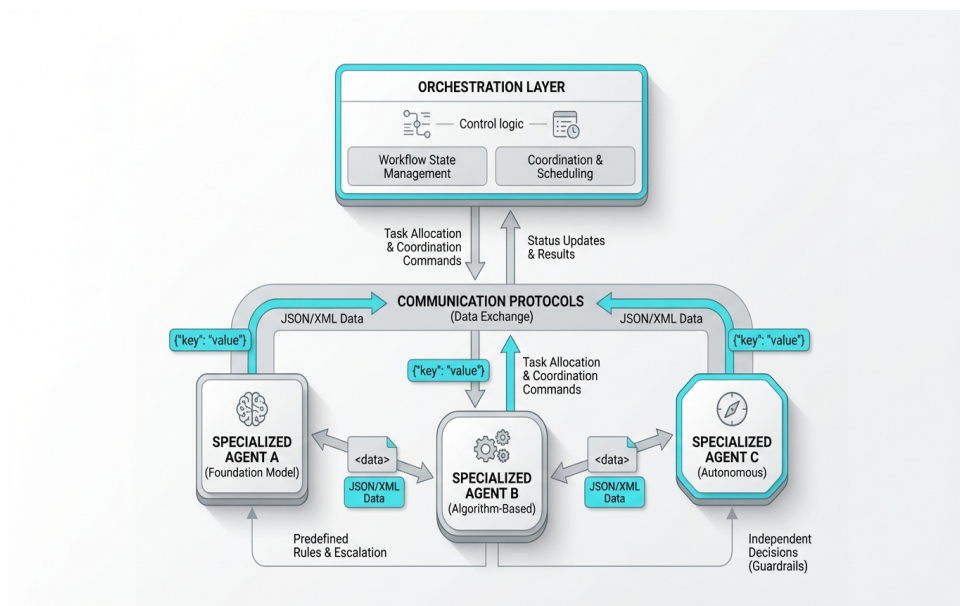 ORCHESTRATION LAYER
Control logic
Workflow State
Management
Coordination &
Scheduling
Task Allocation
& Coordination
Commands
Status Updates
& Results
COMMUNICATION PROTOCOLS
(Data Exchange)
JSON/XML Data
JSON/XML Data
{"key": "value"}
{"key": "value"}
{"key": "value"}
Task Allocation
& Coordination
Commands
SPECIALIZED
AGENT A
(Foundation Model)
<data>
JSON/XML
Data
SPECIALIZED
AGENT B
(Algorithm-Based)
<data>
JSON/XML
Data
SPECIALIZED
AGENT C
(Autonomous)
Predefined
Rules & Escalation
Independent
Decisions
(Guardrails)